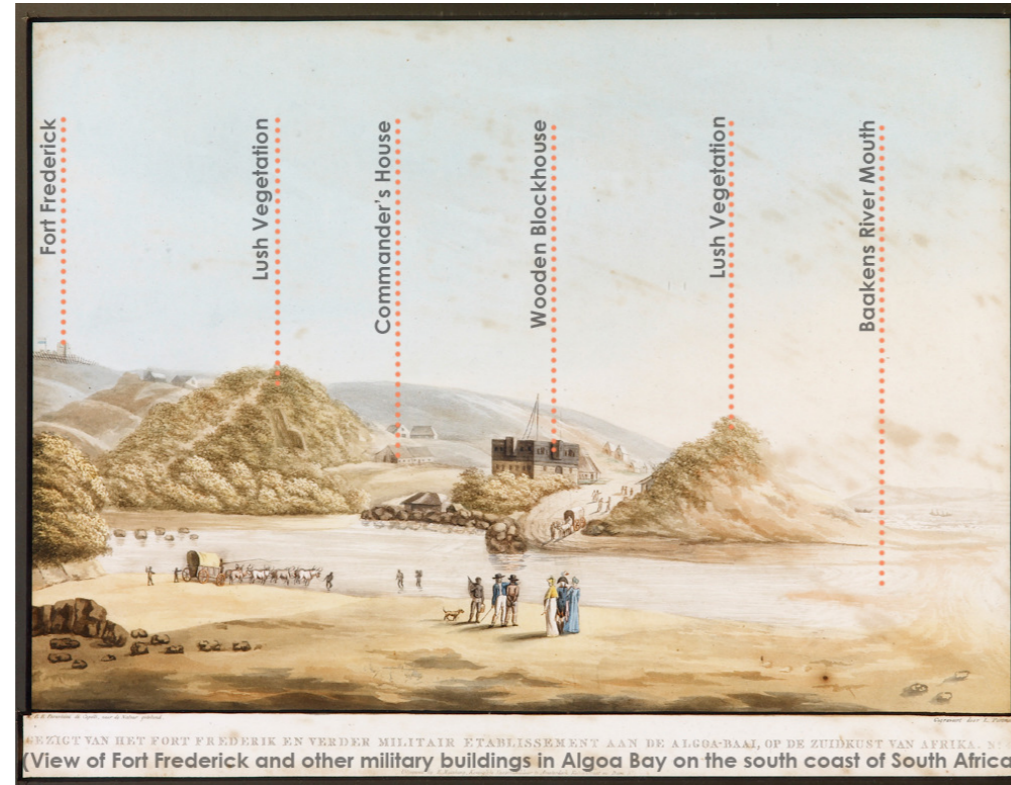 Fort Frederick
Lush Vegetation
Commander's House
Wooden Blockhouse
Lush Vegetation
Baakens River Mouth
GEZIGT VAN HET FORT FREDERIK EN VERDER MILITAIR ETABLISSEMENT AAN DE ALGOA-BAAI, OP DE ZUIDKUST VAN AFRIKA.
(View of Fort Frederick and other military buildings in Algoa Bay on the south coast of South Africa